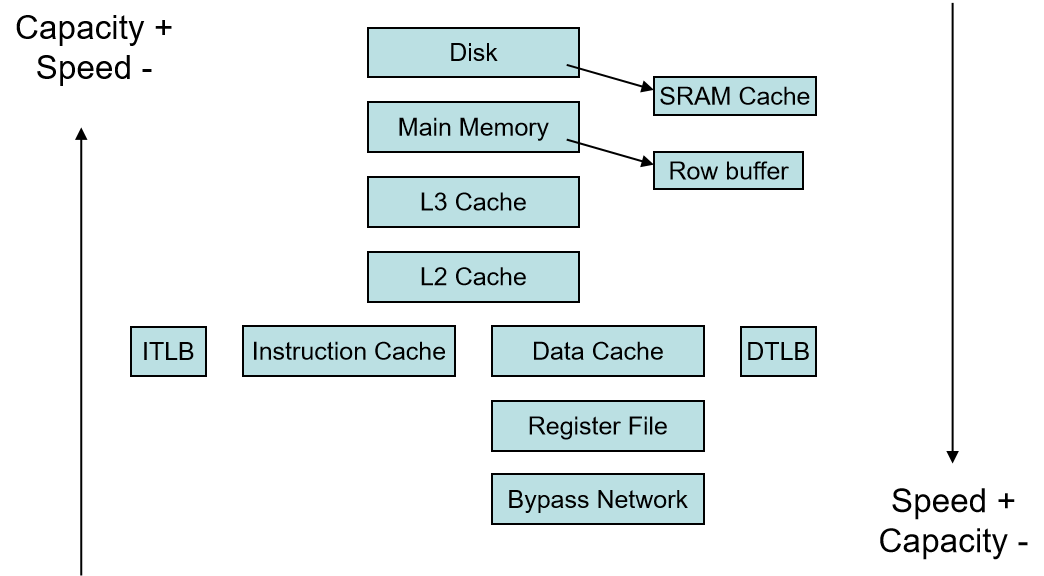 Capacity +
Speed -
Disk
SRAM Cache
Main Memory
Row buffer
L3 Cache
L2 Cache
ITLB
Instruction Cache
Data Cache
DTLB
Register File
Bypass Network
Speed +
Capacity -